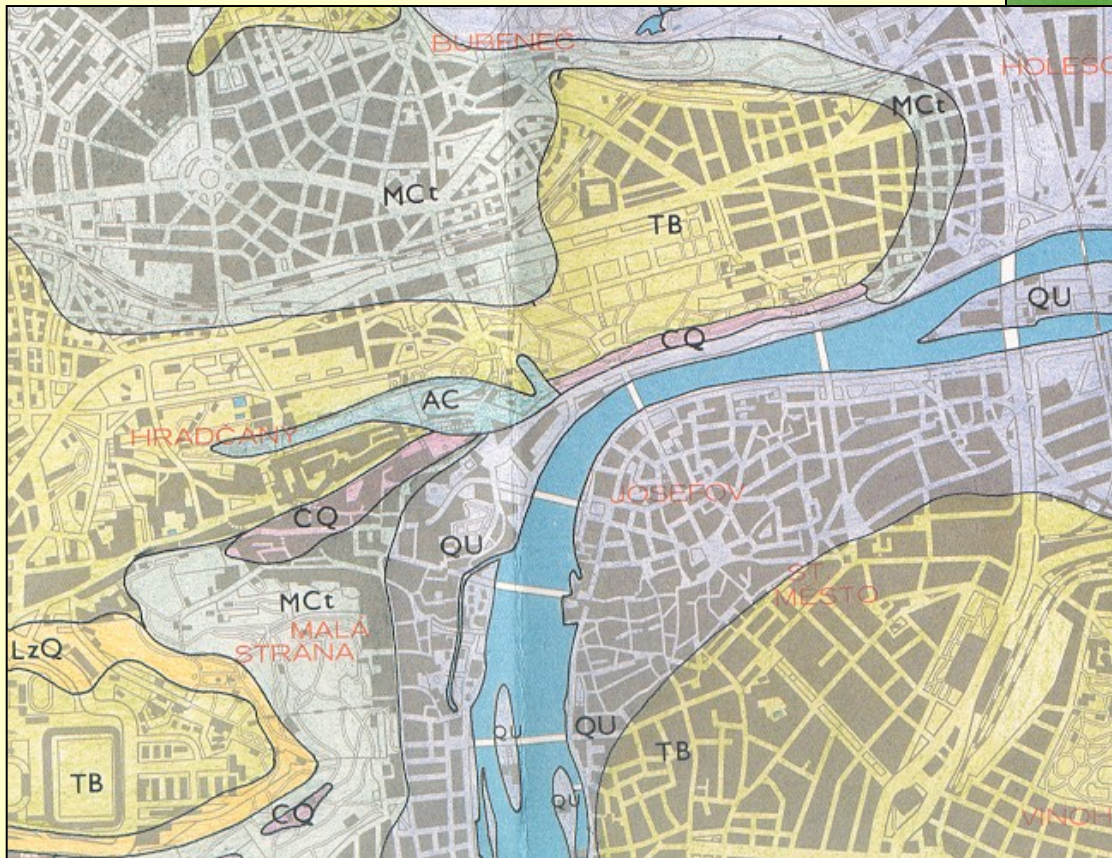 BUBENEČ
HOLEŠO
MCt
MCt
TB
QU
CQ
AC
HRADČANY
JOSEFOV
CQ
QU
ST.
MĚSTO
MCt
MALÁ
STRANA
LzQ
QU
QU
TB
TB
QU
CQ
VINOH